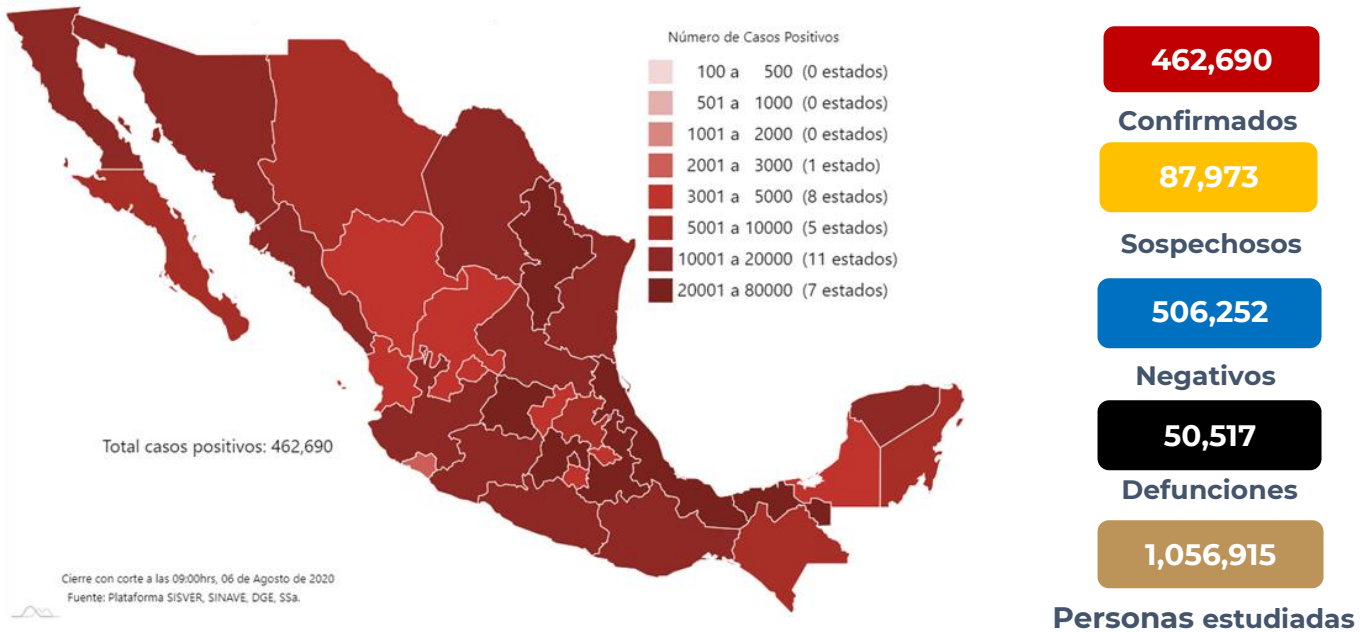 Número de Casos Positivos
100 a 500 (0 estados)
501 a 1000 (0 estados)
1001 a 2000 (0 estados)
2001 a 3000 (1 estado)
3001 a 5000 (8 estados)
5001 a 10000 (5 estados)
10001 a 20000 (11 estados)
20001 a 80000 (7 estados)
Total casos positivos: 462,690
Cierre con corte a las 09:00hrs, 06 de Agosto de 2020
Fuente: Plataforma SISVER, SINAVE, DGE, SSa.
462,690
Confirmados
87,973
Sospechosos
506,252
Negativos
50,517
Defunciones
1,056,915
Personas estudiadas